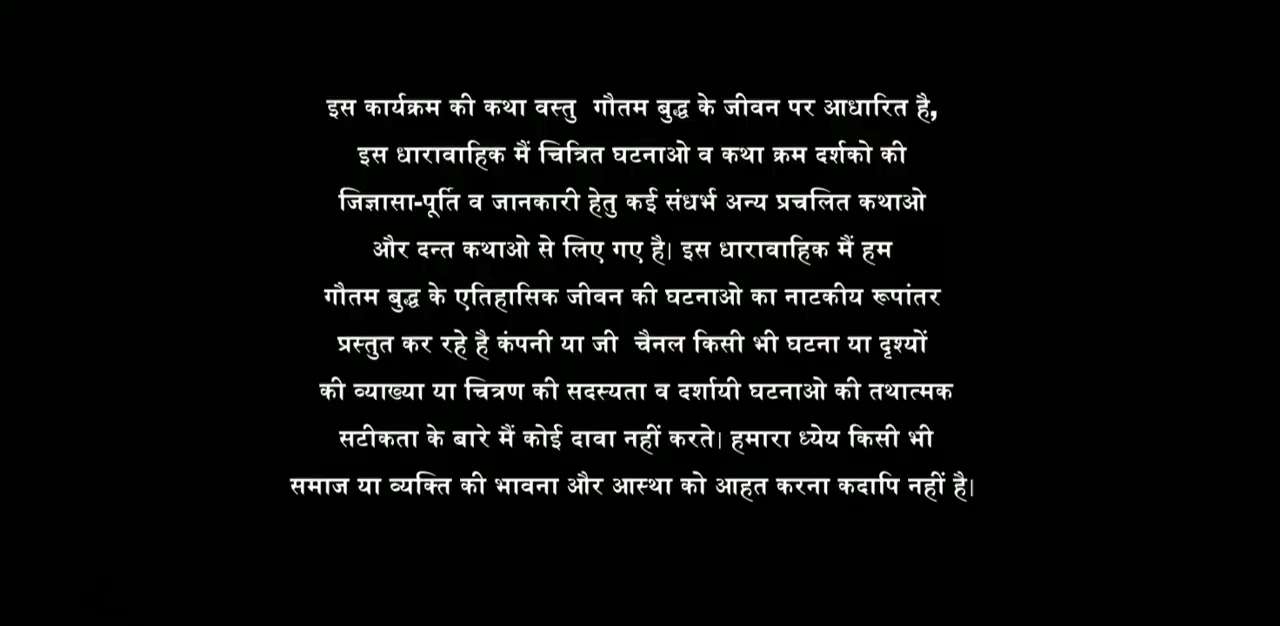 इस कार्यक्रम की कथा वस्तु गौतम बुद्ध के जीवन पर आधारित है,
इस धारावाहिक मैं चित्रित घटनाओ व कथा क्रम दर्शको की
जिज्ञासा-पूर्ति व जानकारी हेतु कई संधर्भ अन्य प्रचलित कथाओ
और दन्त कथाओ से लिए गए है। इस धारावाहिक मैं हम
गौतम बुद्ध के एतिहासिक जीवन की घटनाओ का नाटकीय रूपांतर
प्रस्तुत कर रहे है कंपनी या जी चैनल किसी भी घटना या दृश्यों
की व्याख्या या चित्रण की सदस्यता व दर्शायी घटनाओ की तथात्मक
सटीकता के बारे मैं कोई दावा नहीं करते। हमारा ध्येय किसी भी
समाज या व्यक्ति की भावना और आस्था को आहत करना कदापि नहीं है।